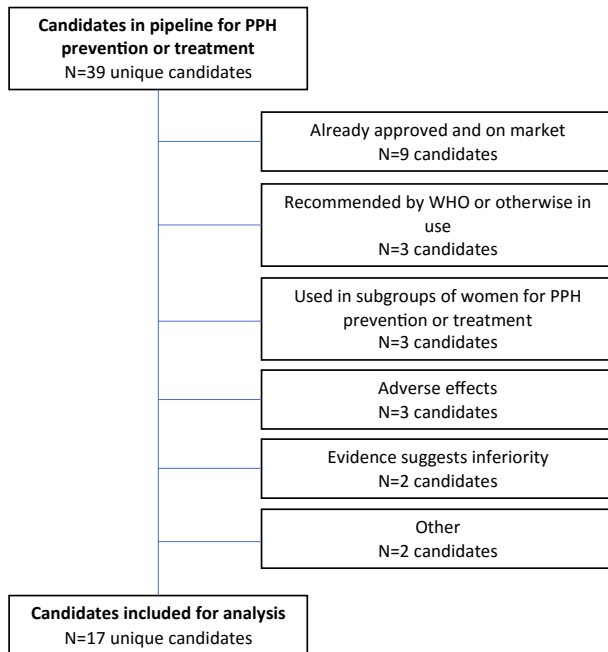 Candidates in pipeline for PPH
prevention or treatment
N=39 unique candidates
Already approved and on market
N=9 candidates
Recommended by WHO or otherwise in
use
N=3 candidates
Used in subgroups of women for PPH
prevention or treatment
N=3 candidates
Adverse effects
N=3 candidates
Evidence suggests inferiority
N=2 candidates
Other
N=2 candidates
Candidates included for analysis
N=17 unique candidates